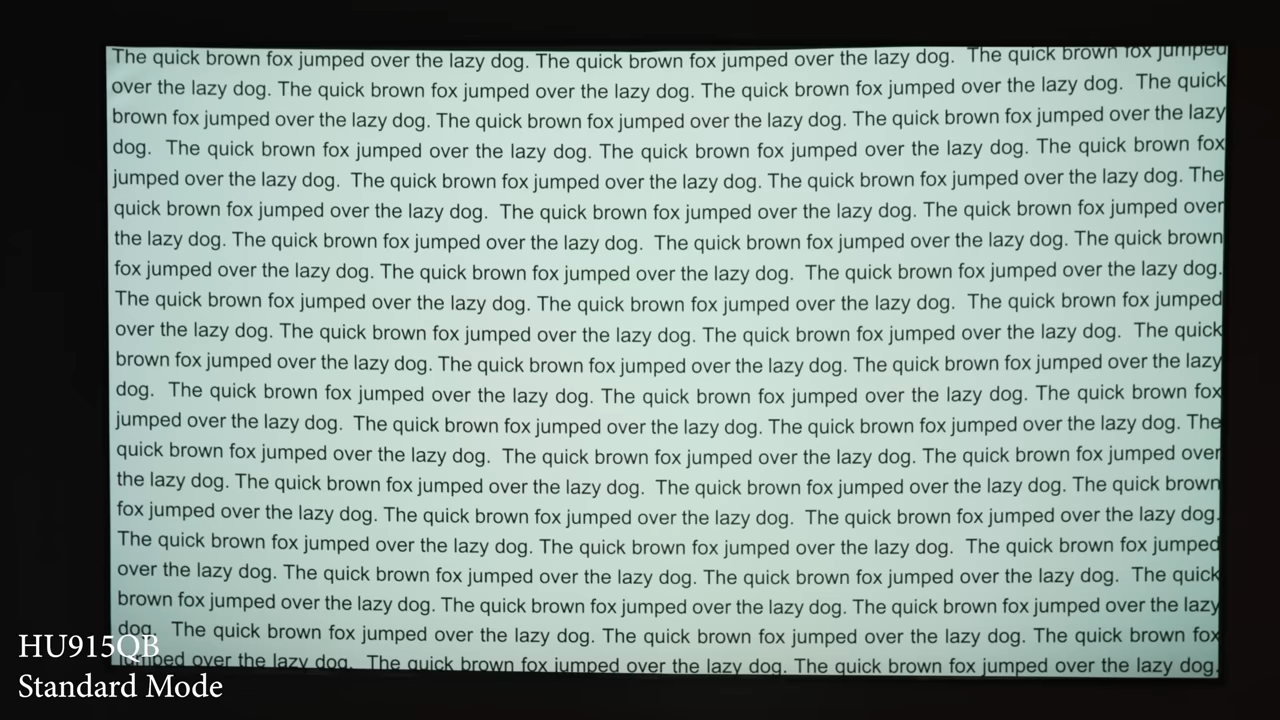 The quick brown fox jumped over the lazy dog. The quick brown fox jumped over the lazy dog.  The quick brown fox jumped
over the lazy dog. The quick brown fox jumped over the lazy dog. The quick brown fox jumped over the lazy dog.  The quick
brown fox jumped over the lazy dog. The quick brown fox jumped over the lazy dog. The quick brown fox jumped over the lazy
dog.  The quick brown fox jumped over the lazy dog. The quick brown fox jumped over the lazy dog. The quick brown fox
jumped over the lazy dog.  The quick brown fox jumped over the lazy dog. The quick brown fox jumped over the lazy dog. The
quick brown fox jumped over the lazy dog.  The quick brown fox jumped over the lazy dog. The quick brown fox jumped over
the lazy dog. The quick brown fox jumped over the lazy dog.  The quick brown fox jumped over the lazy dog. The quick brown
fox jumped over the lazy dog. The quick brown fox jumped over the lazy dog.  The quick brown fox jumped over the lazy dog.
The quick brown fox jumped over the lazy dog. The quick brown fox jumped over the lazy dog.  The quick brown fox jumped
over the lazy dog. The quick brown fox jumped over the lazy dog. The quick brown fox jumped over the lazy dog.  The quick
brown fox jumped over the lazy dog. The quick brown fox jumped over the lazy dog. The quick brown fox jumped over the lazy
dog.  The quick brown fox jumped over the lazy dog. The quick brown fox jumped over the lazy dog. The quick brown fox
jumped over the lazy dog.  The quick brown fox jumped over the lazy dog. The quick brown fox jumped over the lazy dog. The
quick brown fox jumped over the lazy dog.  The quick brown fox jumped over the lazy dog. The quick brown fox jumped over
the lazy dog. The quick brown fox jumped over the lazy dog.  The quick brown fox jumped over the lazy dog. The quick brown
fox jumped over the lazy dog. The quick brown fox jumped over the lazy dog.  The quick brown fox jumped over the lazy dog.
The quick brown fox jumped over the lazy dog. The quick brown fox jumped over the lazy dog.  The quick brown fox jumped
over the lazy dog. The quick brown fox jumped over the lazy dog. The quick brown fox jumped over the lazy dog.  The quick
brown fox jumped over the lazy dog. The quick brown fox jumped over the lazy dog. The quick brown fox jumped over the lazy
dog.  The quick brown fox jumped over the lazy dog. The quick brown fox jumped over the lazy dog. The quick brown fox
jumped over the lazy dog.  The quick brown fox jumped over the lazy dog. The quick brown fox jumped over the lazy dog.
HU915QB
Standard Mode